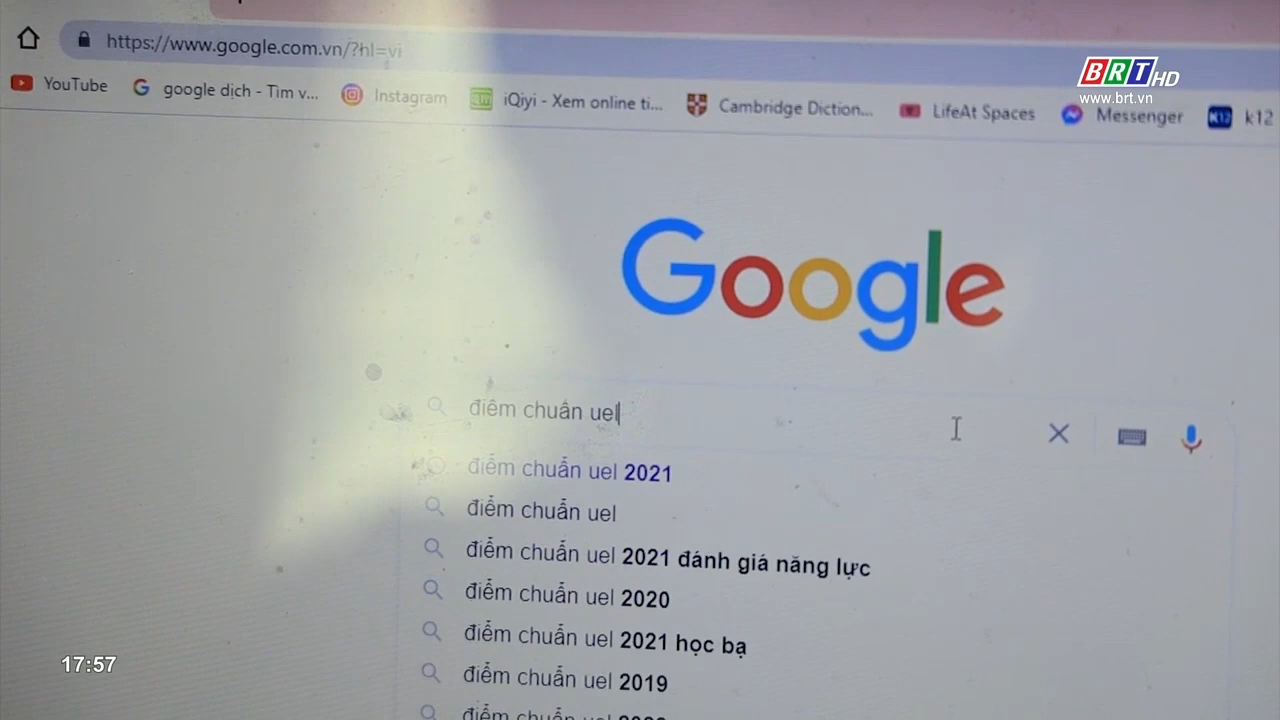 https://www.google.com.vn/?hl=vi
BRT HD
www.brt.vn
YouTube
google dịch - Tìm v...
Instagram
iQiyi - Xem online ti...
Cambridge Diction...
LifeAt Spaces
Messenger
k12
Google
điểm chuẩn uel
điểm chuẩn uel 2021
điểm chuẩn uel
điểm chuẩn uel 2021 đánh giá năng lực
điểm chuẩn uel 2020
điểm chuẩn uel 2021 học bạ
điểm chuẩn uel 2019
điểm chuẩn uel
17:57